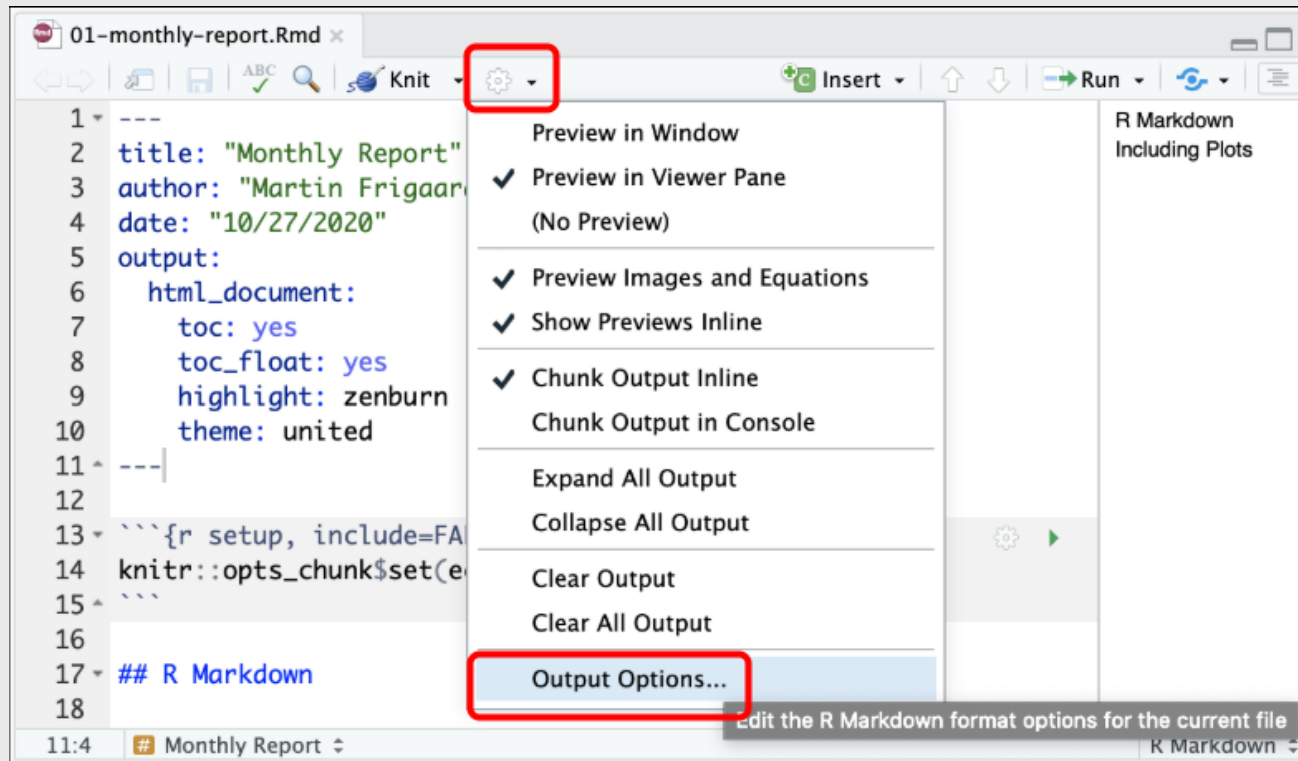 01-monthly-report.Rmd
ABC Knit Insert Run
1 ---
2 title: "Monthly Report"
3 author: "Martin Frigaar
4 date: "10/27/2020"
5 output:
6 html_document:
7 toc: yes
8 toc_float: yes
9 highlight: zenburn
10 theme: united
11 ---
12
13 ```{r setup, include=FA
14 knitr::opts_chunk$set(e
15 ```
16
17 ## R Markdown
18
Preview in Window
Preview in Viewer Pane
(No Preview)
Preview Images and Equations
Show Previews Inline
Chunk Output Inline
Chunk Output in Console
Expand All Output
Collapse All Output
Clear Output
Clear All Output
Output Options...
Edit the R Markdown format options for the current file
R Markdown
Including Plots
11:4 # Monthly Report R Markdown